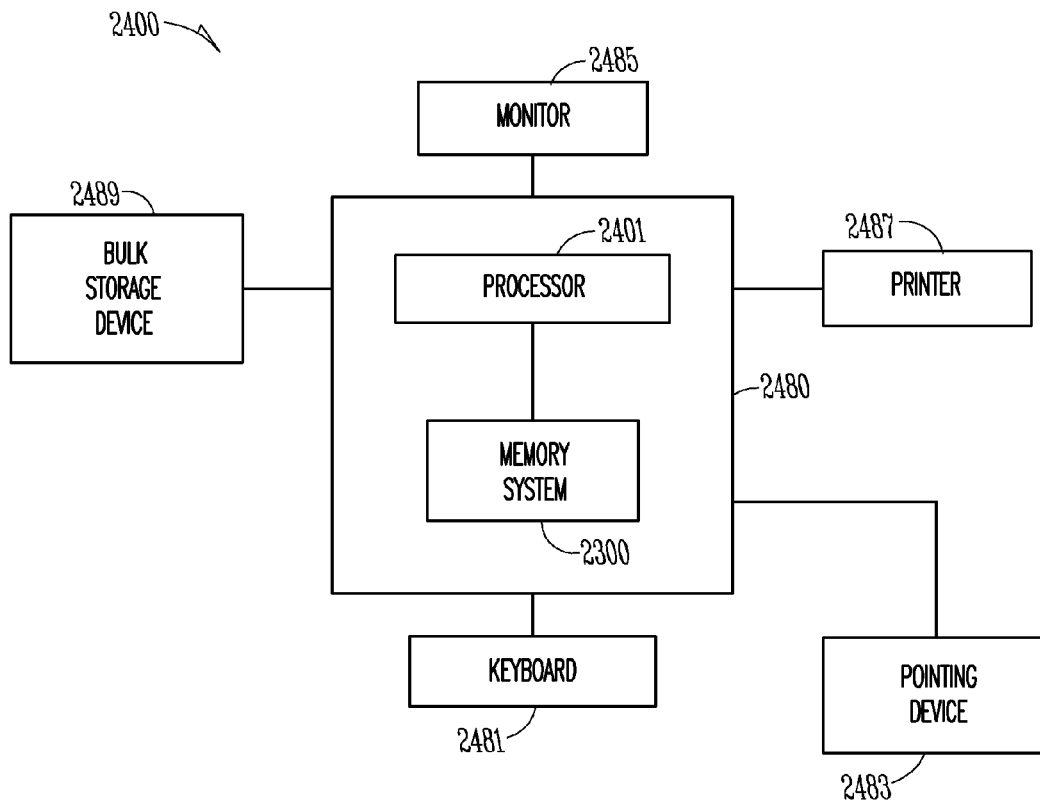 2400
2485
MONITOR
2489
BULK
STORAGE
DEVICE
2401
PROCESSOR
2487
PRINTER
2480
MEMORY
SYSTEM
2300
KEYBOARD
2481
POINTING
DEVICE
2483